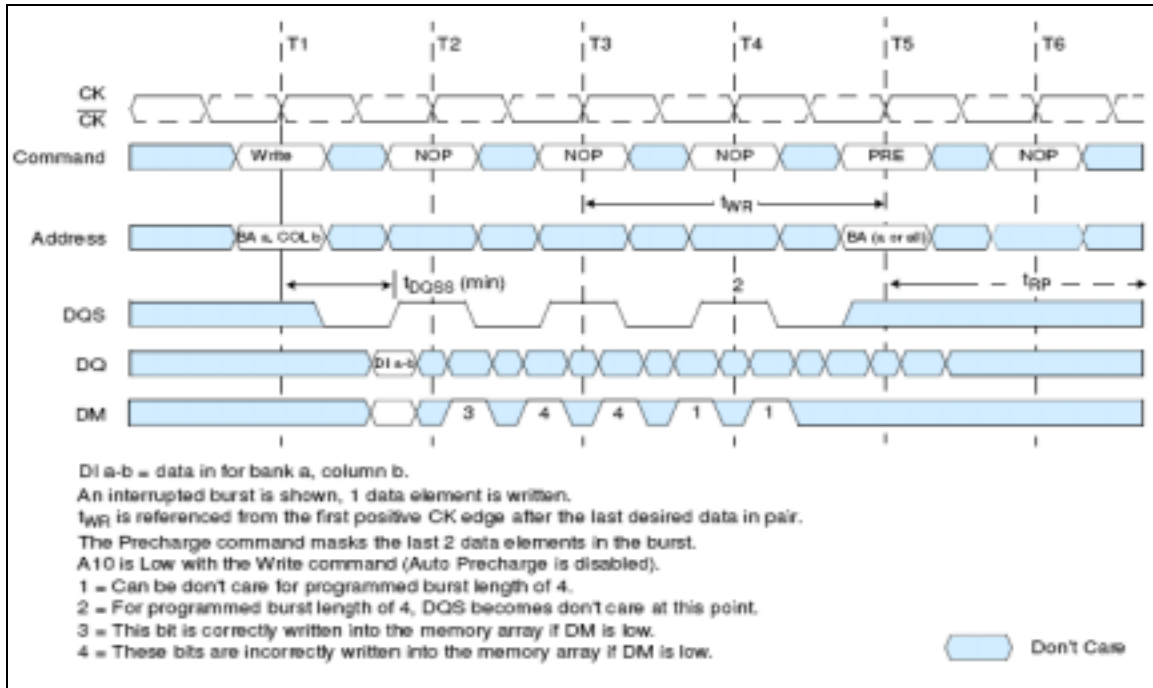 T1 T2 T3 T4 T5 T6
CK
CK
Command Write NOP NOP NOP PRE NOP
tWR
Address BA a, COL b BA (a or all)
tDQSS (min) 2 tRP
DQS
DQ DI a-b
DM 3 4 4 1 1
DI a-b = data in for bank a, column b.
An interrupted burst is shown, 1 data element is written.
tWR is referenced from the first positive CK edge after the last desired data in pair.
The Precharge command masks the last 2 data elements in the burst.
A10 is Low with the Write command (Auto Precharge is disabled).
1 = Can be don't care for programmed burst length of 4.
2 = For programmed burst length of 4, DQS becomes don't care at this point.
3 = This bit is correctly written into the memory array if DM is low.
4 = These bits are incorrectly written into the memory array if DM is low.
Don't Care